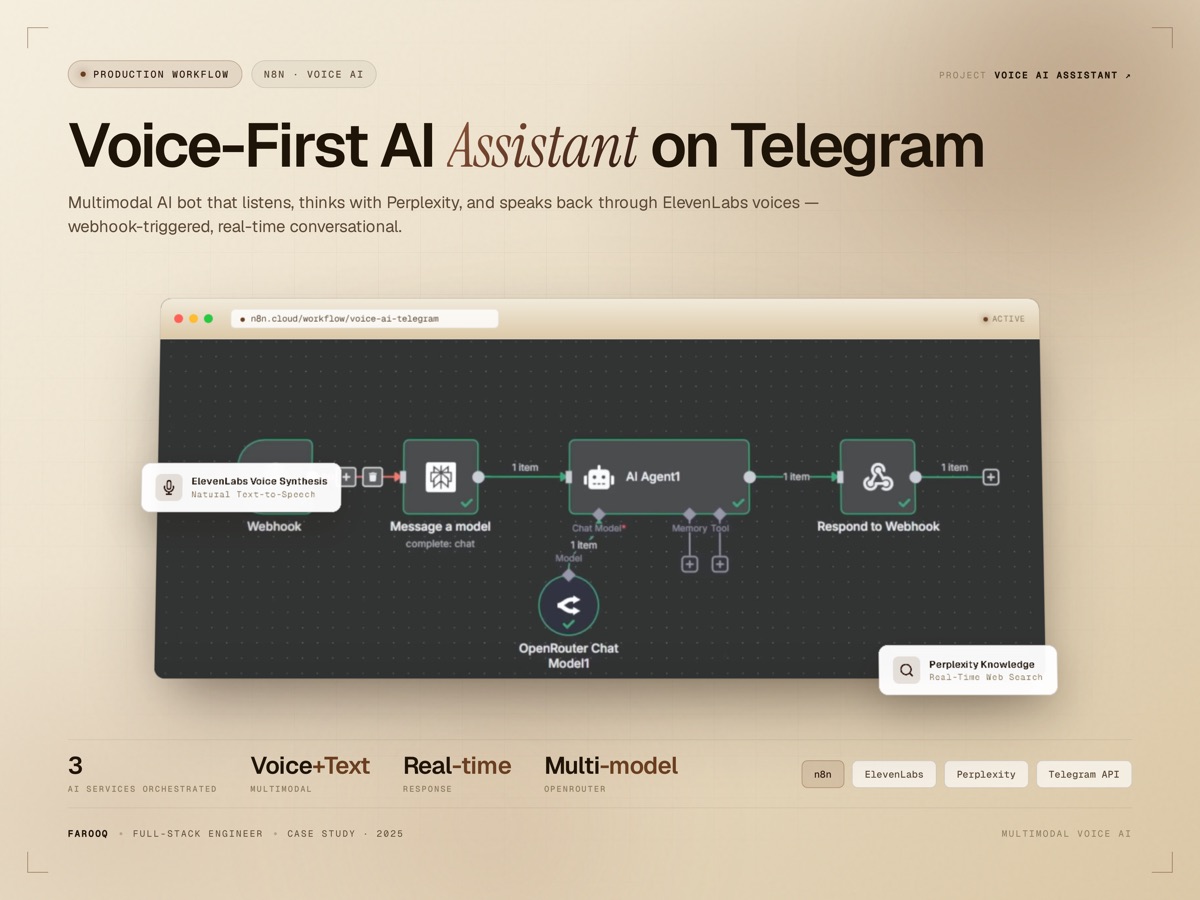 PRODUCTION WORKFLOW
N8N · VOICE AI
PROJECT VOICE AI ASSISTANT ↗
Voice-First AI Assistant on Telegram
Multimodal AI bot that listens, thinks with Perplexity, and speaks back through ElevenLabs voices —
webhook-triggered, real-time conversational.
n8n.cloud/workflow/voice-ai-telegram
ACTIVE
ElevenLabs Voice Synthesis
Natural Text-to-Speech
Webhook
Message a model
complete: chat
1 item
AI Agent1
1 item
Respond to Webhook
1 item
Chat Model*
Memory
Tool
1 item
Model
OpenRouter Chat
Model1
Perplexity Knowledge
Real-Time Web Search
3
AI SERVICES ORCHESTRATED
Voice+Text
MULTIMODAL
Real-time
RESPONSE
Multi-model
OPENROUTER
n8n
ElevenLabs
Perplexity
Telegram API
FAROOQ • FULL-STACK ENGINEER • CASE STUDY · 2025
MULTIMODAL VOICE AI